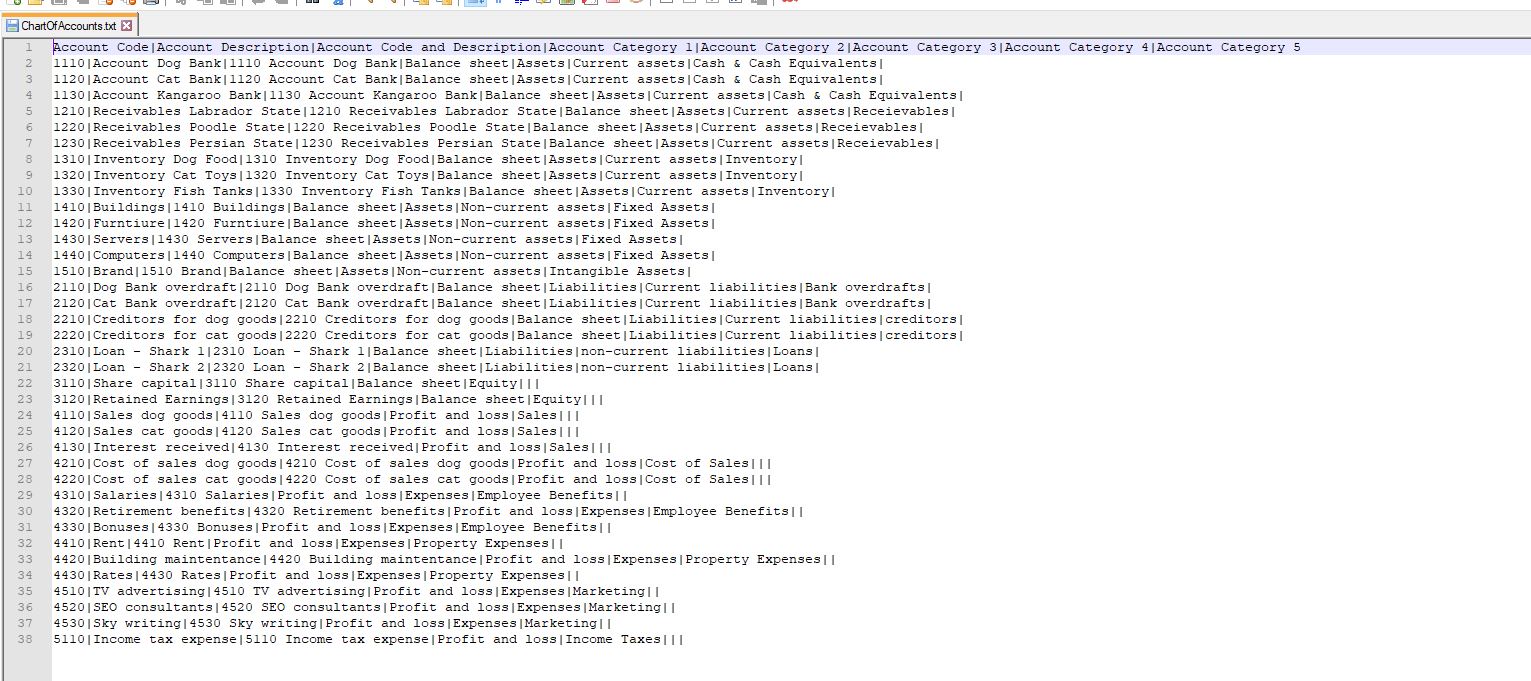 ChartOfAccounts.txt
1 Account Code|Account Description|Account Code and Description|Account Category 1|Account Category 2|Account Category 3|Account Category 4|Account Category 5
2 1110|Account Dog Bank|1110 Account Dog Bank|Balance sheet|Assets|Current assets|Cash & Cash Equivalents|
3 1120|Account Cat Bank|1120 Account Cat Bank|Balance sheet|Assets|Current assets|Cash & Cash Equivalents|
4 1130|Account Kangaroo Bank|1130 Account Kangaroo Bank|Balance sheet|Assets|Current assets|Cash & Cash Equivalents|
5 1210|Receivables Labrador State|1210 Receivables Labrador State|Balance sheet|Assets|Current assets|Receievables|
6 1220|Receivables Poodle State|1220 Receivables Poodle State|Balance sheet|Assets|Current assets|Receievables|
7 1230|Receivables Persian State|1230 Receivables Persian State|Balance sheet|Assets|Current assets|Receievables|
8 1310|Inventory Dog Food|1310 Inventory Dog Food|Balance sheet|Assets|Current assets|Inventory|
9 1320|Inventory Cat Toys|1320 Inventory Cat Toys|Balance sheet|Assets|Current assets|Inventory|
10 1330|Inventory Fish Tanks|1330 Inventory Fish Tanks|Balance sheet|Assets|Current assets|Inventory|
11 1410|Buildings|1410 Buildings|Balance sheet|Assets|Non-current assets|Fixed Assets|
12 1420|Furntiure|1420 Furntiure|Balance sheet|Assets|Non-current assets|Fixed Assets|
13 1430|Servers|1430 Servers|Balance sheet|Assets|Non-current assets|Fixed Assets|
14 1440|Computers|1440 Computers|Balance sheet|Assets|Non-current assets|Fixed Assets|
15 1510|Brand|1510 Brand|Balance sheet|Assets|Non-current assets|Intangible Assets|
16 2110|Dog Bank overdraft|2110 Dog Bank overdraft|Balance sheet|Liabilities|Current liabilities|Bank overdrafts|
17 2120|Cat Bank overdraft|2120 Cat Bank overdraft|Balance sheet|Liabilities|Current liabilities|Bank overdrafts|
18 2210|Creditors for dog goods|2210 Creditors for dog goods|Balance sheet|Liabilities|Current liabilities|creditors|
19 2220|Creditors for cat goods|2220 Creditors for cat goods|Balance sheet|Liabilities|Current liabilities|creditors|
20 2310|Loan - Shark 1|2310 Loan - Shark 1|Balance sheet|Liabilities|non-current liabilities|Loans|
21 2320|Loan - Shark 2|2320 Loan - Shark 2|Balance sheet|Liabilities|non-current liabilities|Loans|
22 3110|Share capital|3110 Share capital|Balance sheet|Equity|||
23 3120|Retained Earnings|3120 Retained Earnings|Balance sheet|Equity|||
24 4110|Sales dog goods|4110 Sales dog goods|Profit and loss|Sales|||
25 4120|Sales cat goods|4120 Sales cat goods|Profit and loss|Sales|||
26 4130|Interest received|4130 Interest received|Profit and loss|Sales|||
27 4210|Cost of sales dog goods|4210 Cost of sales dog goods|Profit and loss|Cost of Sales|||
28 4220|Cost of sales cat goods|4220 Cost of sales cat goods|Profit and loss|Cost of Sales|||
29 4310|Salaries|4310 Salaries|Profit and loss|Expenses|Employee Benefits||
30 4320|Retirement benefits|4320 Retirement benefits|Profit and loss|Expenses|Employee Benefits||
31 4330|Bonuses|4330 Bonuses|Profit and loss|Expenses|Employee Benefits||
32 4410|Rent|4410 Rent|Profit and loss|Expenses|Property Expenses||
33 4420|Building maintentance|4420 Building maintentance|Profit and loss|Expenses|Property Expenses||
34 4430|Rates|4430 Rates|Profit and loss|Expenses|Property Expenses||
35 4510|TV advertising|4510 TV advertising|Profit and loss|Expenses|Marketing||
36 4520|SEO consultants|4520 SEO consultants|Profit and loss|Expenses|Marketing||
37 4530|Sky writing|4530 Sky writing|Profit and loss|Expenses|Marketing||
38 5110|Income tax expense|5110 Income tax expense|Profit and loss|Income Taxes|||